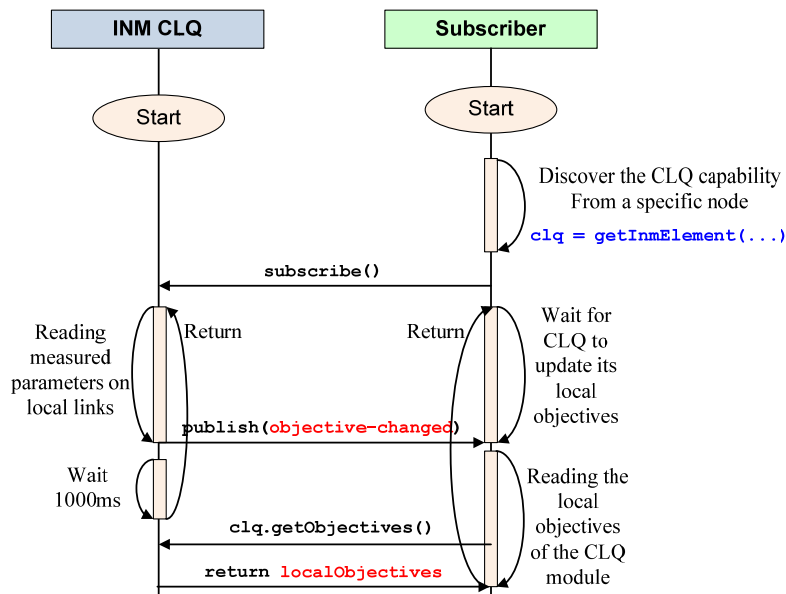 INM CLQ
Subscriber
Start
Start
Discover the CLQ capability
From a specific node
clq = getInmElement(...)
subscribe()
Reading
measured
parameters on
local links
Return
Return
Wait for
CLQ to
update its
local
objectives
publish(objective-changed)
Wait
1000ms
Reading the
local
objectives
of the CLQ
module
clq.getObjectives()
return localObjectives